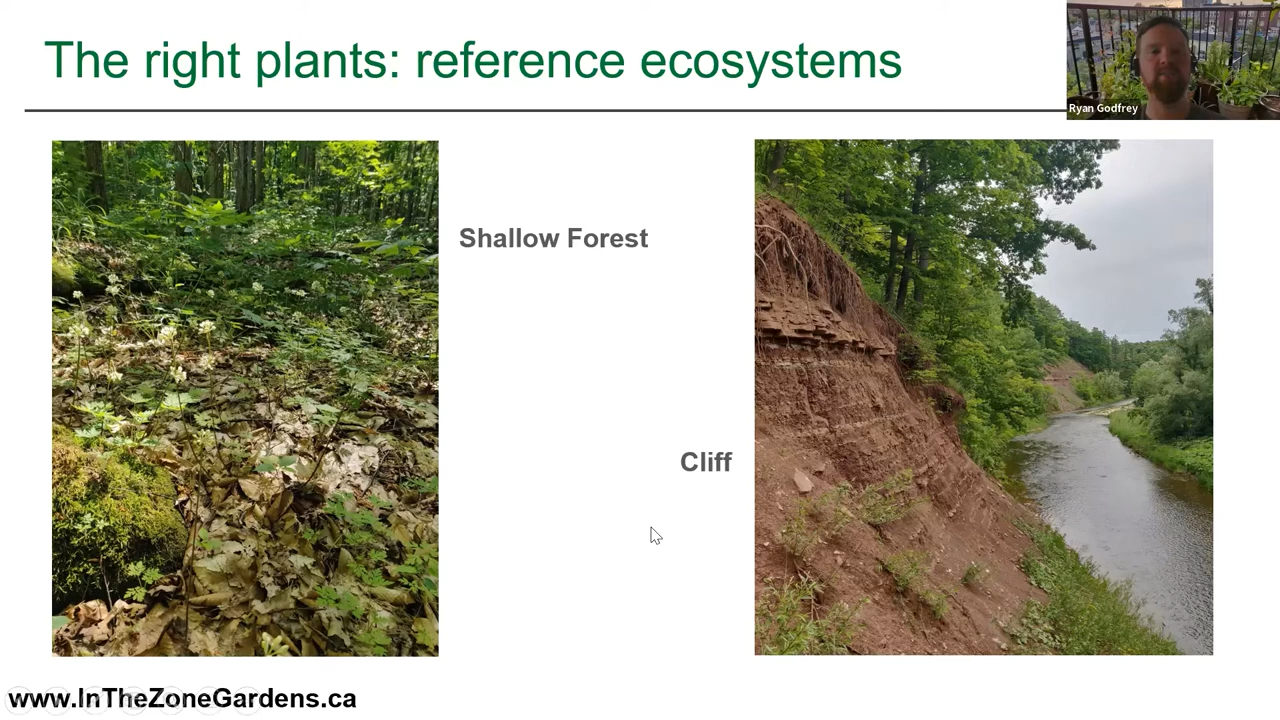 The right plants: reference ecosystems
Ryan Godfrey
Shallow Forest
Cliff
www.InTheZoneGardens.ca